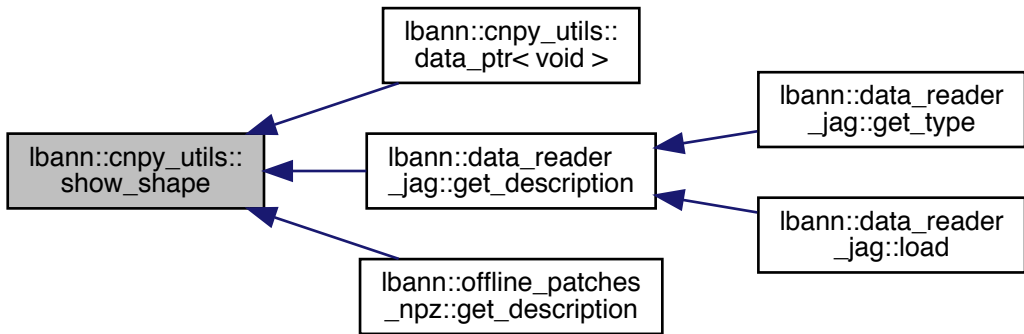 lbann::cnpy_utils::
show_shape
lbann::cnpy_utils::
data_ptr< void >
lbann::data_reader
_jag::get_description
lbann::offline_patches
_npz::get_description
lbann::data_reader
_jag::get_type
lbann::data_reader
_jag::load